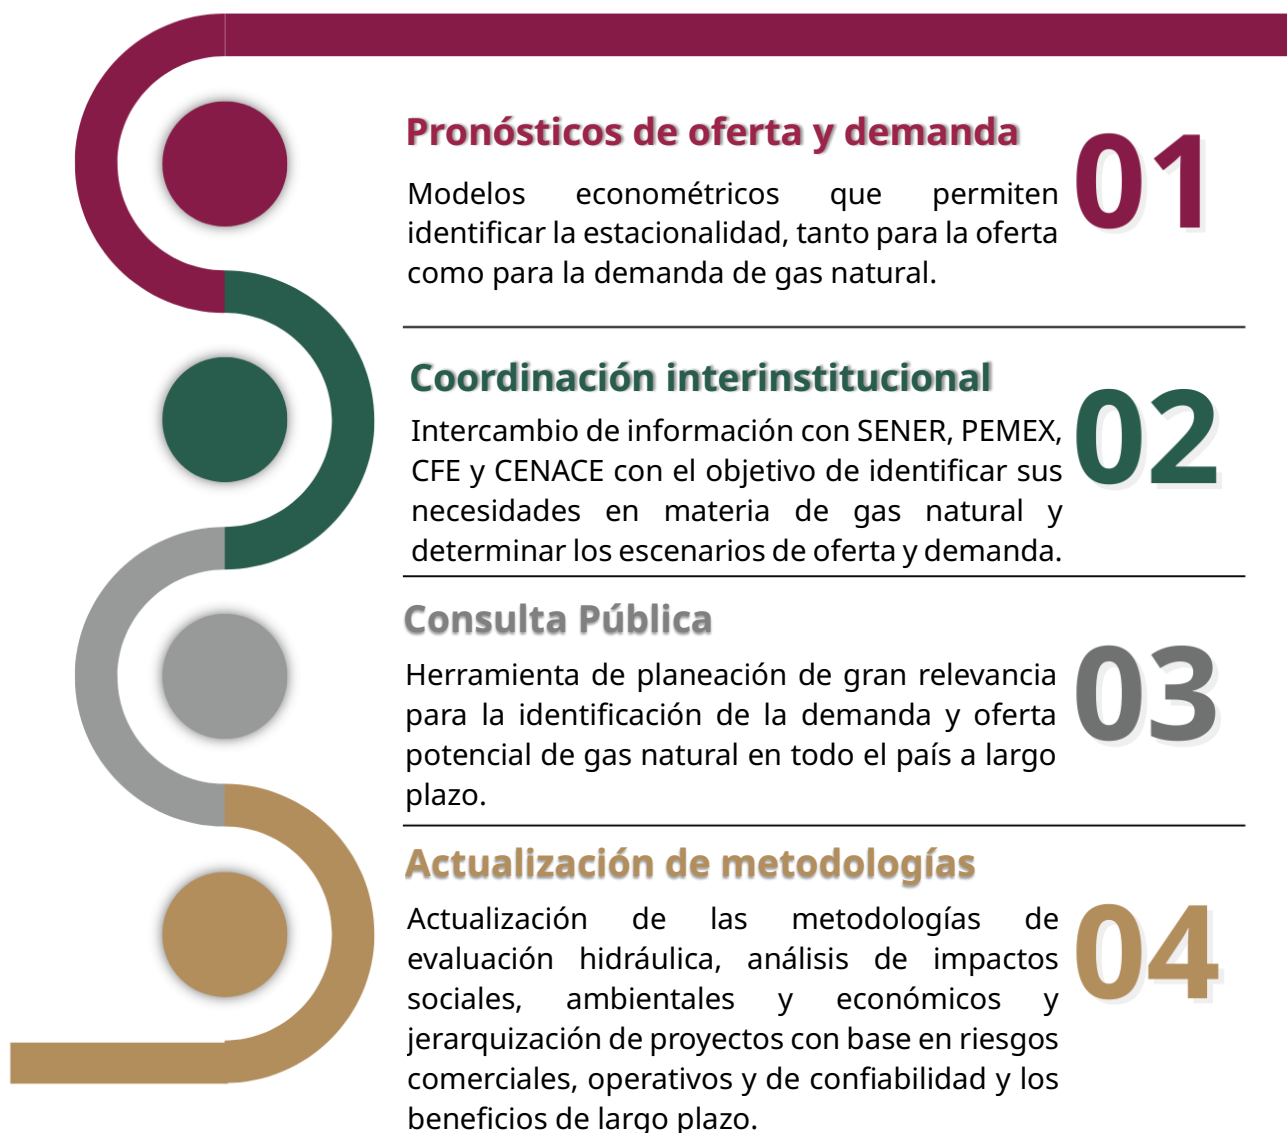 Pronósticos de oferta y demanda
01
Modelos econométricos que permiten
identificar la estacionalidad, tanto para la oferta
como para la demanda de gas natural.
Coordinación interinstitucional
02
Intercambio de información con SENER, PEMEX,
CFE y CENACE con el objetivo de identificar sus
necesidades en materia de gas natural y
determinar los escenarios de oferta y demanda.
Consulta Pública
03
Herramienta de planeación de gran relevancia
para la identificación de la demanda y oferta
potencial de gas natural en todo el país a largo
plazo.
Actualización de metodologías
04
Actualización de las metodologías de
evaluación hidráulica, análisis de impactos
sociales, ambientales y económicos y
jerarquización de proyectos con base en riesgos
comerciales, operativos y de confiabilidad y los
beneficios de largo plazo.